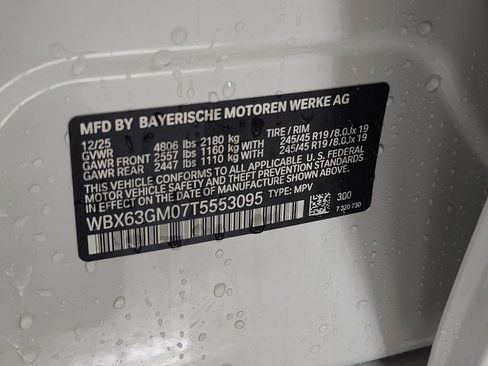 MFD BY BAYERISCHE MOTOREN WERKE AG
12/25 TIRE / RIM
GVWR 4806 lbs 2180 kg
GAWR FRONT 2557 lbs 1160 kg WITH 245/45 R19 / 8.0Jx 19
GAWR REAR 2447 lbs 1110 kg WITH 245/45 R19 / 8.0Jx 19
THIS VEHICLE CONFORMS TO ALL APPLICABLE U.S. FEDERAL
MOTOR VEHICLE SAFETY, BUMPER, AND THEFT PREVENTION STANDARDS
IN EFFECT ON THE DATE OF MANUFACTURE SHOWN ABOVE.
WBX63GM07T5553095 TYPE: MPV
300
7 320 730